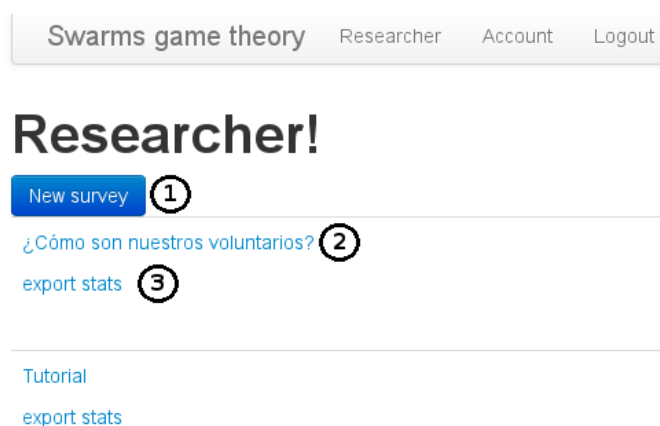 Swarms game theory Researcher Account Logout
Researcher!
New survey 1
¿Cómo son nuestros voluntarios? 2
export stats 3
Tutorial
export stats